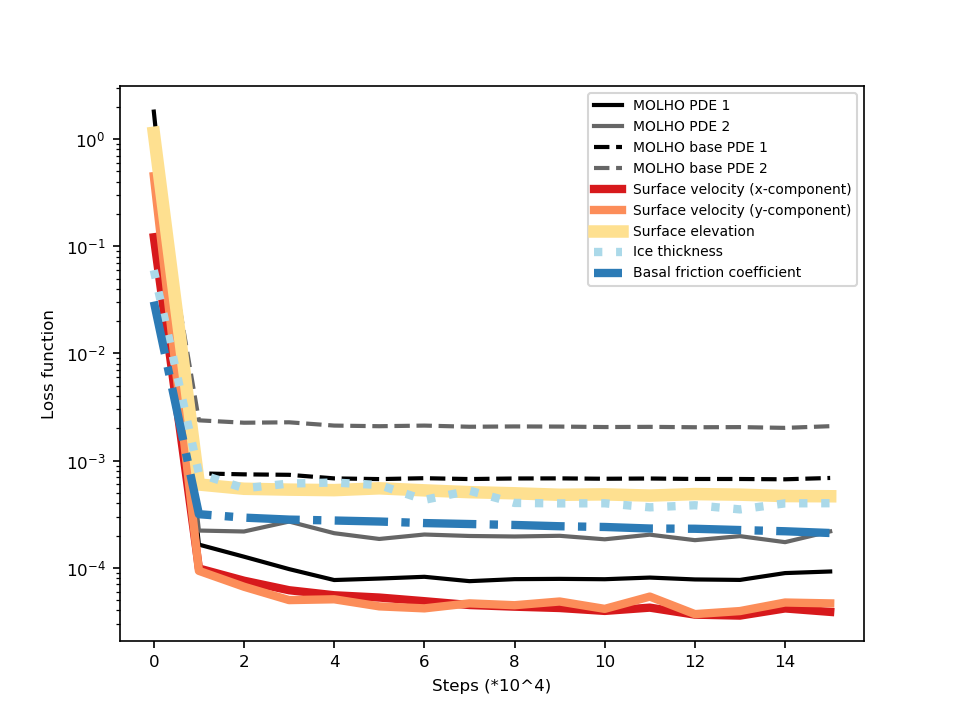 MOLHO PDE 1
MOLHO PDE 2
MOLHO base PDE 1
MOLHO base PDE 2
Surface velocity (x-component)
Surface velocity (y-component)
Surface elevation
Ice thickness
Basal friction coefficient
10^0
10^−1
10^−2
10^−3
10^−4
Loss function
0 2 4 6 8 10 12 14
Steps (*10^4)